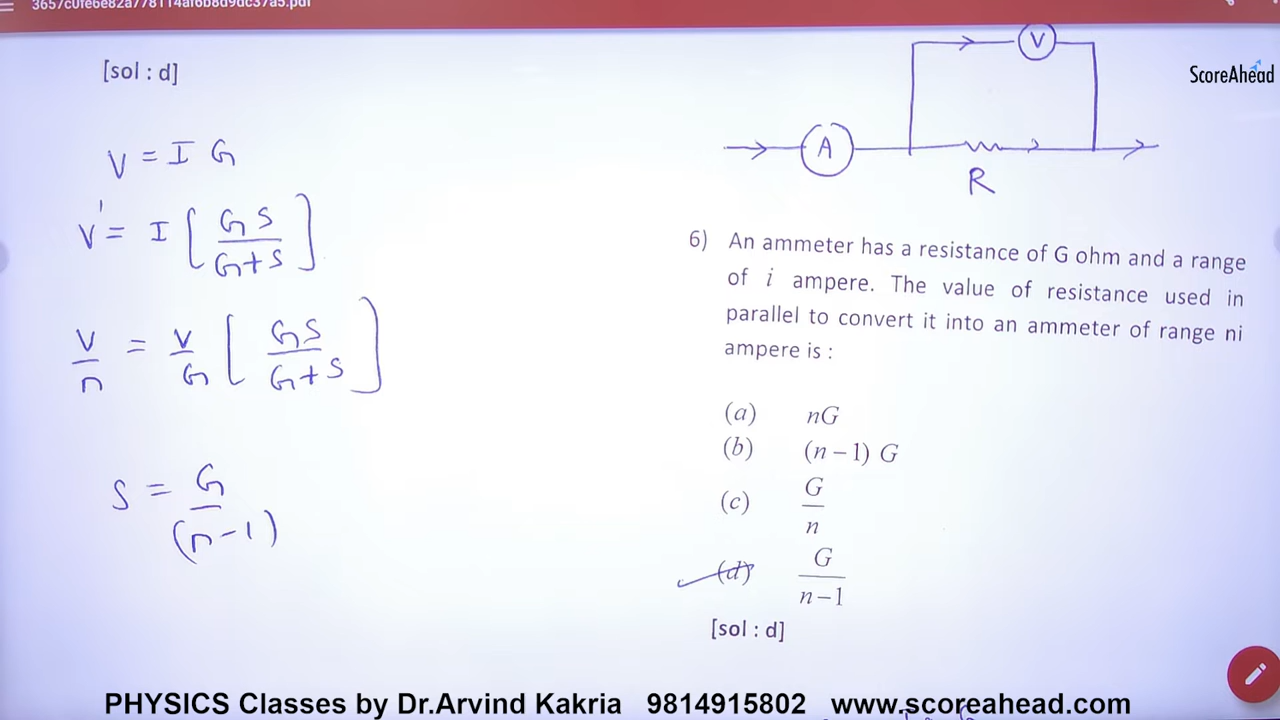 3657c0fe6e82a778114af6b8d9dc37a5.pdf
[sol : d]
V = I G
V' = I [ GS / G+S ]
V/n = V/G [ GS / G+S ]
S = G / (n-1)
V
A
R
ScoreAhead
6) An ammeter has a resistance of G ohm and a range
of i ampere. The value of resistance used in
parallel to convert it into an ammeter of range ni
ampere is :
(a) nG
(b) (n – 1) G
(c) G / n
(d) G / n – 1
[sol : d]
PHYSICS Classes by Dr.Arvind Kakria 9814915802 www.scoreahead.com